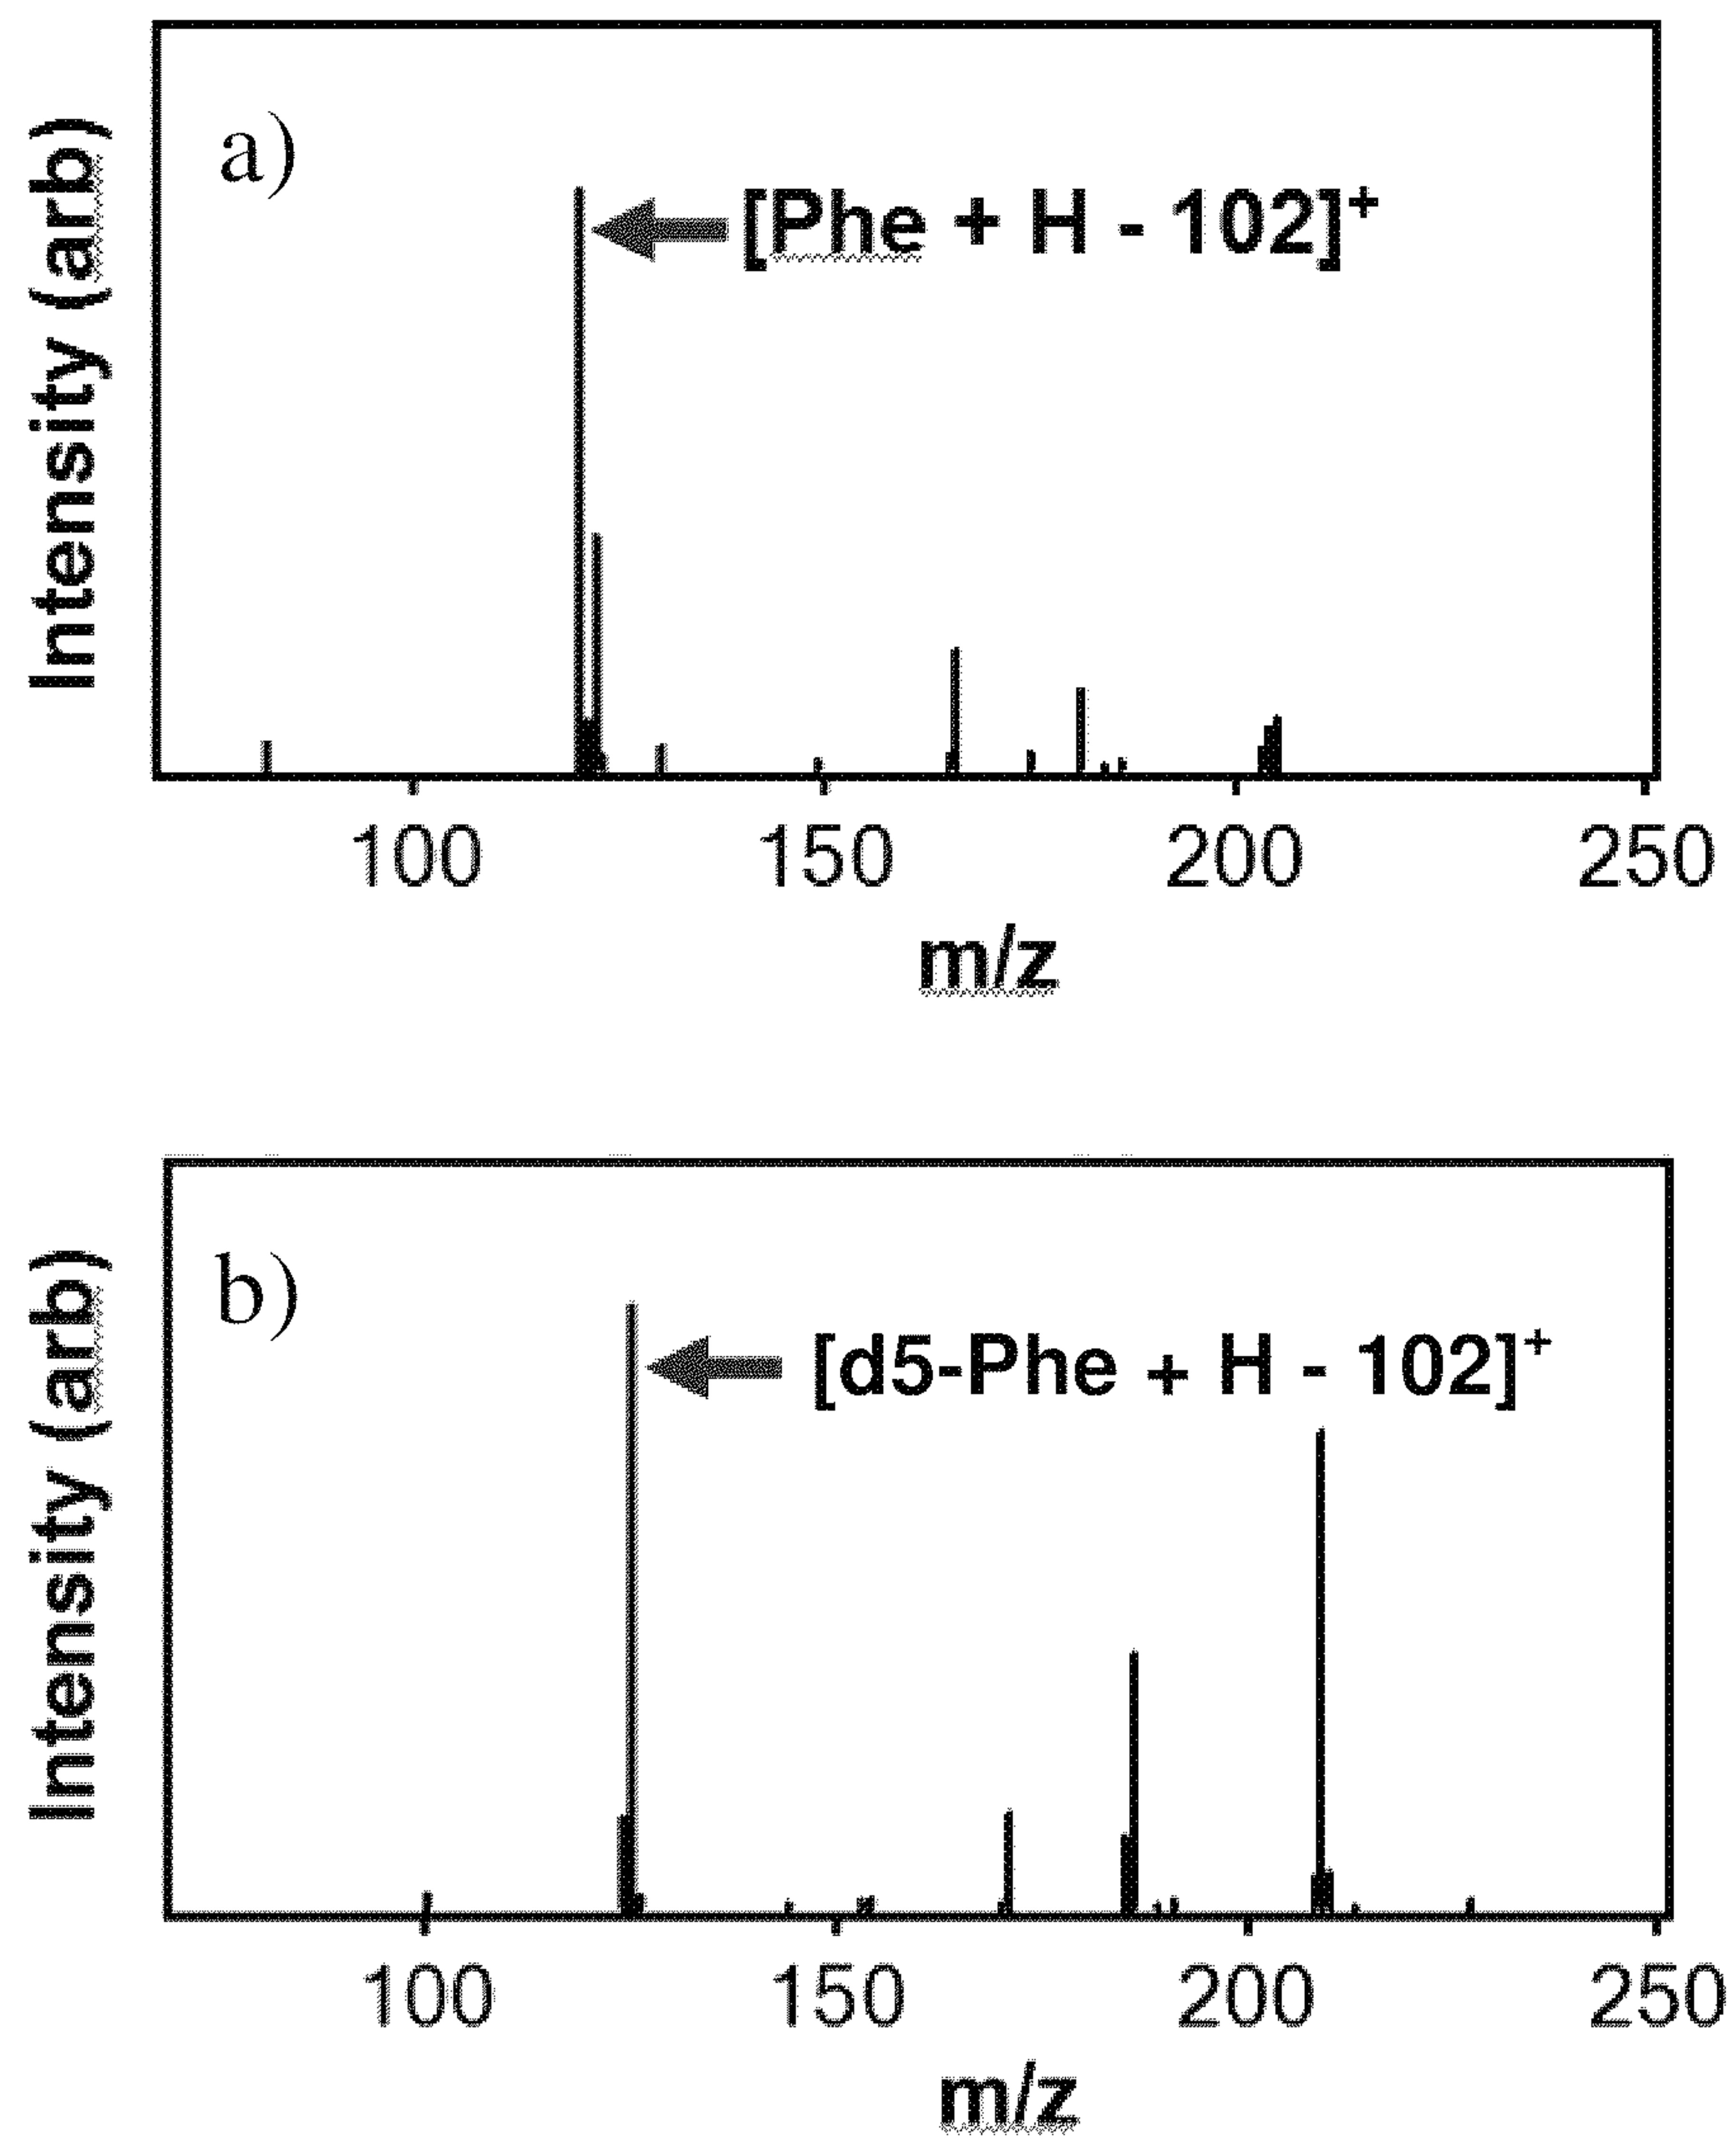 a)
[Phe + H - 102]⁺
Intensity (arb)
100 150 200 250
m/z
b)
[d5-Phe + H - 102]⁺
Intensity (arb)
100 150 200 250
m/z